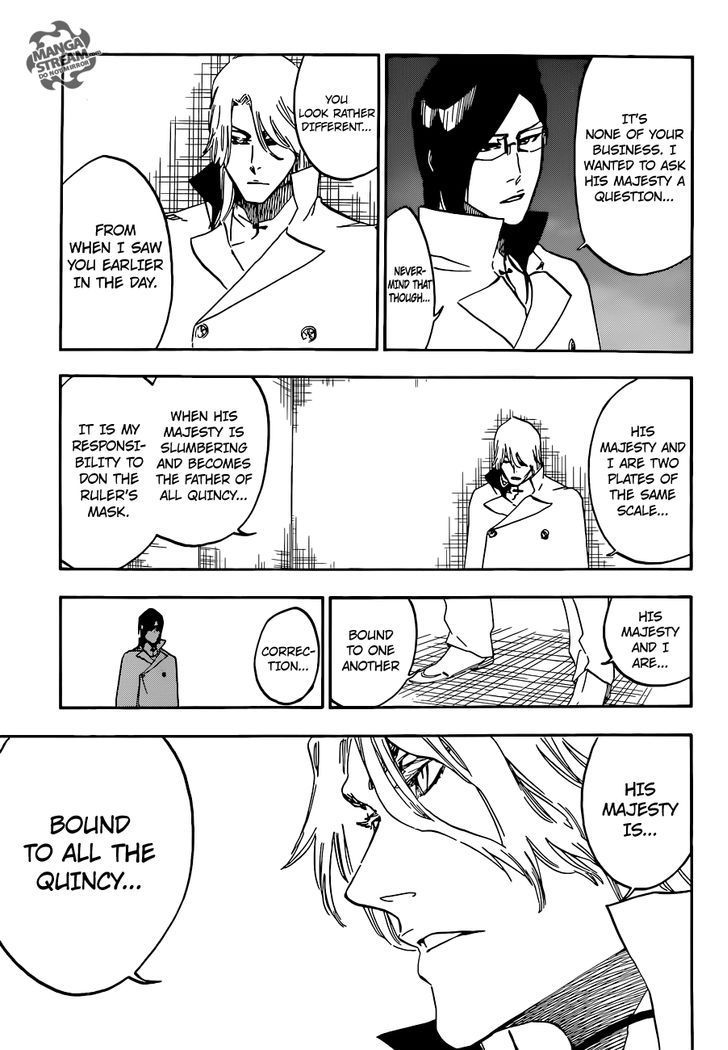 MANGA
STREAM.com
DO NOT MIRROR
IT'S
NONE OF YOUR
BUSINESS. I
WANTED TO ASK
HIS MAJESTY A
QUESTION...
NEVER-
MIND THAT
THOUGH...
YOU
LOOK RATHER
DIFFERENT...
FROM
WHEN I SAW
YOU EARLIER
IN THE DAY.
HIS
MAJESTY AND
I ARE TWO
PLATES OF
THE SAME
SCALE...
WHEN HIS
MAJESTY IS
SLUMBERING
AND BECOMES
THE FATHER OF
ALL QUINCY...
IT IS MY
RESPONSI-
BILITY TO
DON THE
RULER'S
MASK.
HIS
MAJESTY
AND I
ARE...
BOUND
TO ONE
ANOTHER
CORREC-
TION...
HIS
MAJESTY
IS...
BOUND
TO ALL THE
QUINCY...